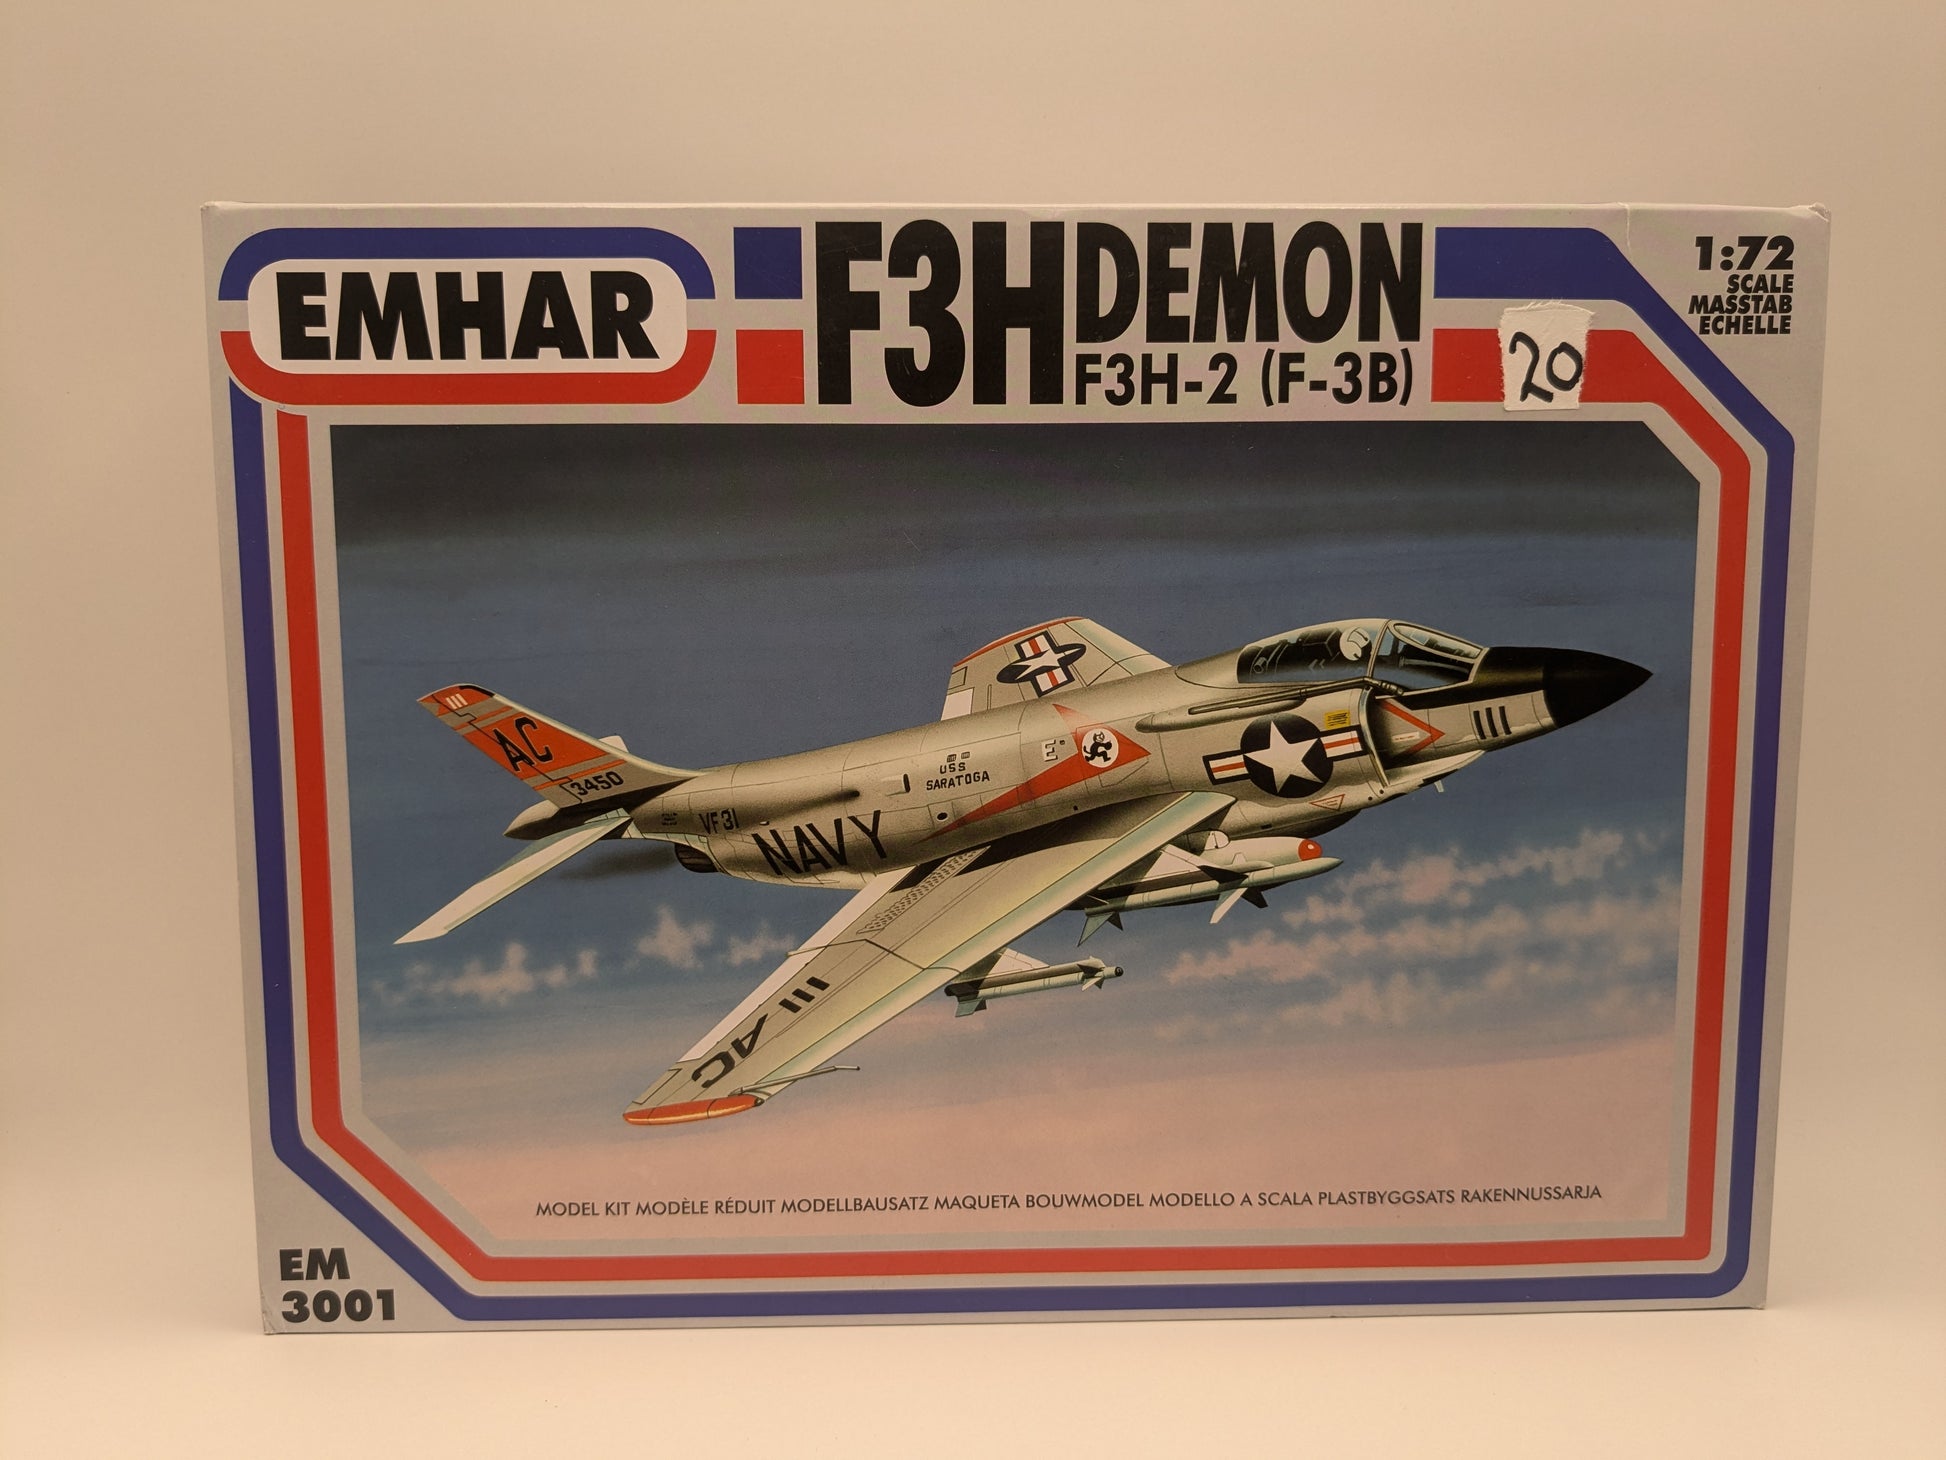 EMHAR
F3H DEMON
F3H-2 (F-3B)
1:72
SCALE
MASSTAB
ECHELLE
20
111
AC
3450
VF31
NAVY
USS
SARATOGA
E
111
111 AC
MODEL KIT MODÈLE RÉDUIT MODELLBAUSATZ MAQUETA BOUWMODEL MODELLO A SCALA PLASTBYGGSATS RAKENNUSSARJA
EM
3001